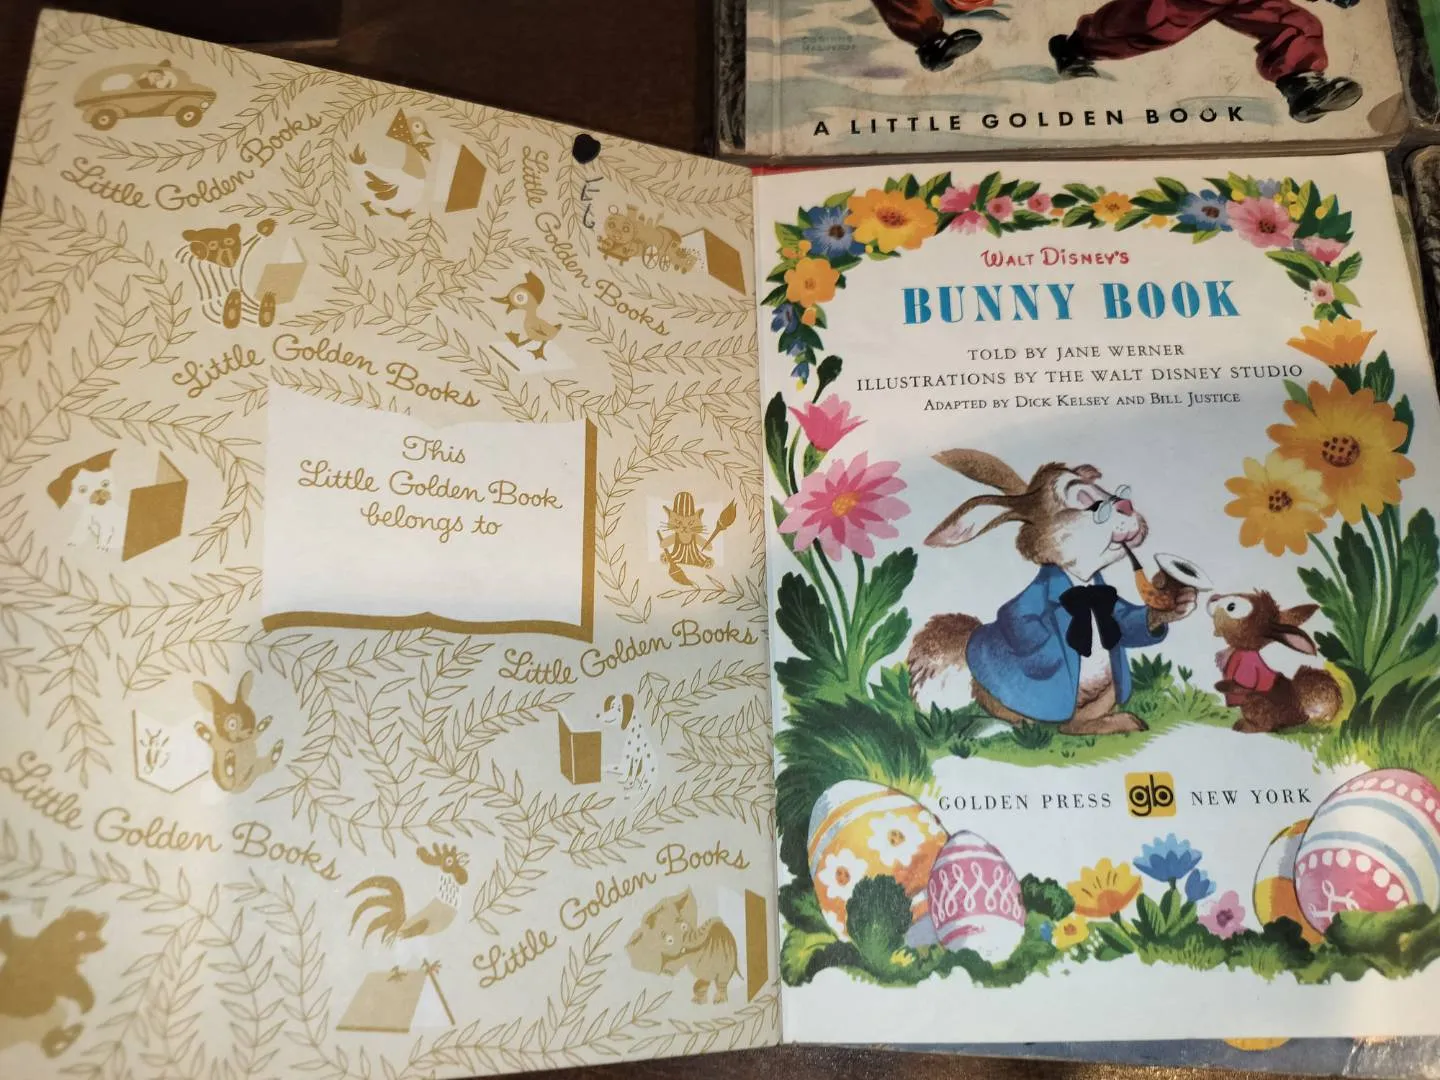 Little Golden Books
Little Golden Books
Little Golden Books
This
Little Golden Book
belongs to
Little Golden Books
Little Golden Books
Little Golden Books
A LITTLE GOLDEN BOOK
WALT DISNEY'S
BUNNY BOOK
TOLD BY JANE WERNER
ILLUSTRATIONS BY THE WALT DISNEY STUDIO
ADAPTED BY DICK KELSEY AND BILL JUSTICE
GOLDEN PRESS gb NEW YORK